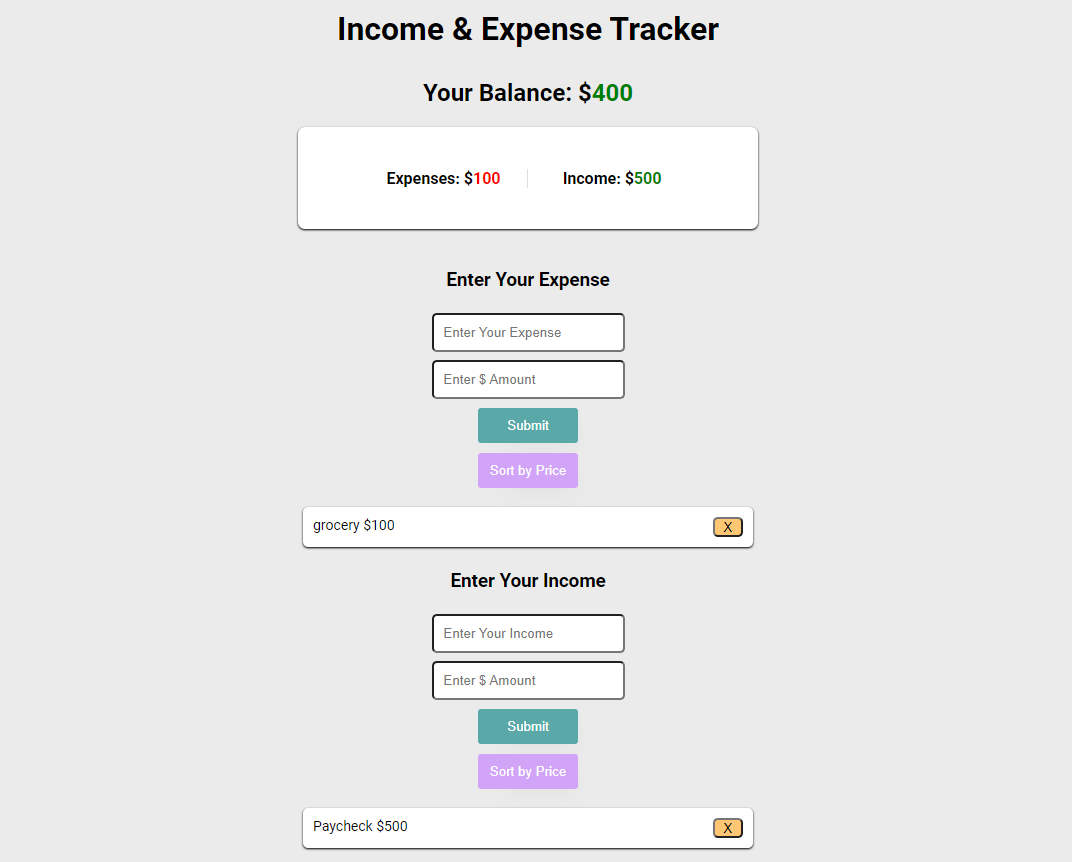 Income & Expense Tracker
Your Balance: $400
Expenses: $100
Income: $500
Enter Your Expense
Enter Your Expense
Enter $ Amount
Submit
Sort by Price
grocery $100
X
Enter Your Income
Enter Your Income
Enter $ Amount
Submit
Sort by Price
Paycheck $500
X